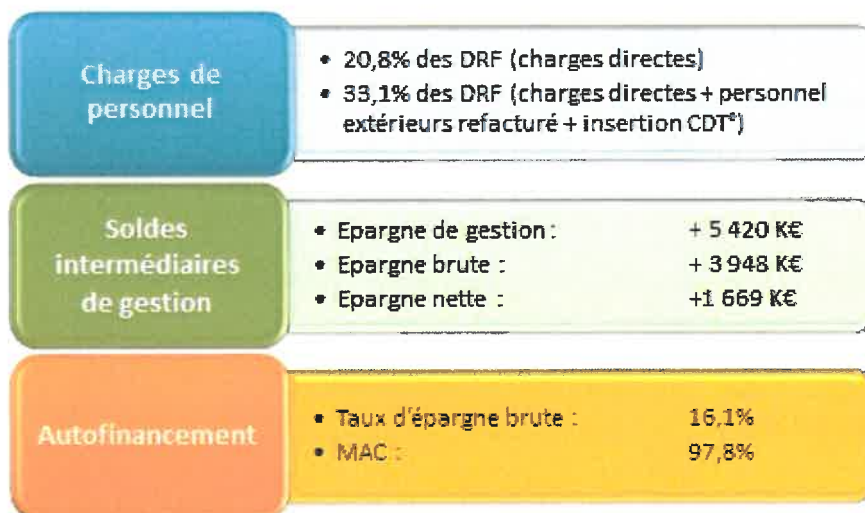 Charges de
personnel
• 20,8% des DRF (charges directes)
• 33,1% des DRF (charges directes + personnel
extérieurs refacturé + insertion CDT°)
Soldes
intermédiaires
de gestion
• Epargne de gestion : + 5 420 K€
• Epargne brute : + 3 948 K€
• Epargne nette : +1 669 K€
Autofinancement
• Taux d'épargne brute : 16,1%
• MAC : 97,8%